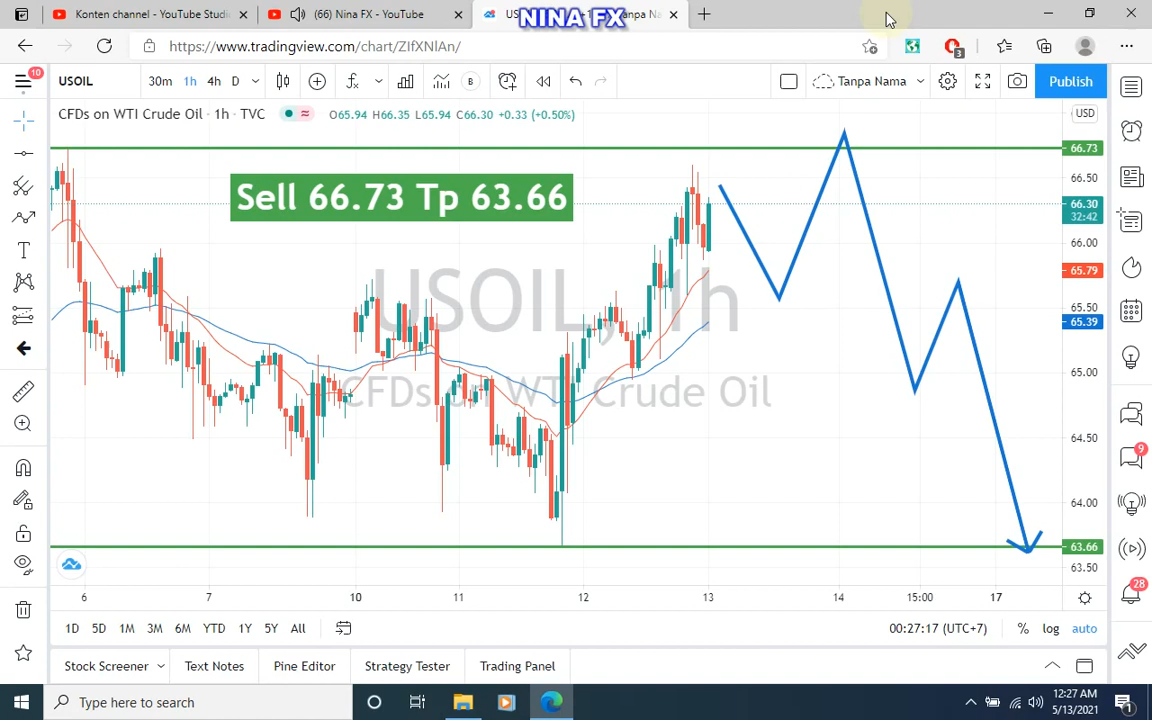 Konten channel - YouTube Studi
(66) Nina FX - YouTube
NINA FX
https://www.tradingview.com/chart/ZIfXNlAn/
3
10
USOIL
30m 1h 4h D
B
Tanpa Nama
Publish
CFDs on WTI Crude Oil · 1h · TVC
O65.94 H66.35 L65.94 C66.30 +0.33 (+0.50%)
USD
66.73
66.50
66.30
32:42
66.00
65.79
65.50
65.39
65.00
64.50
64.00
63.66
63.50
Sell 66.73 Tp 63.66
USOIL, 1h
CFDs on WTI Crude Oil
9
28
6 7 10 11 12 13 14 15:00 17
1D 5D 1M 3M 6M YTD 1Y 5Y All
00:27:17 (UTC+7)
% log auto
Stock Screener Text Notes Pine Editor Strategy Tester Trading Panel
Type here to search
12:27 AM
5/13/2021
1